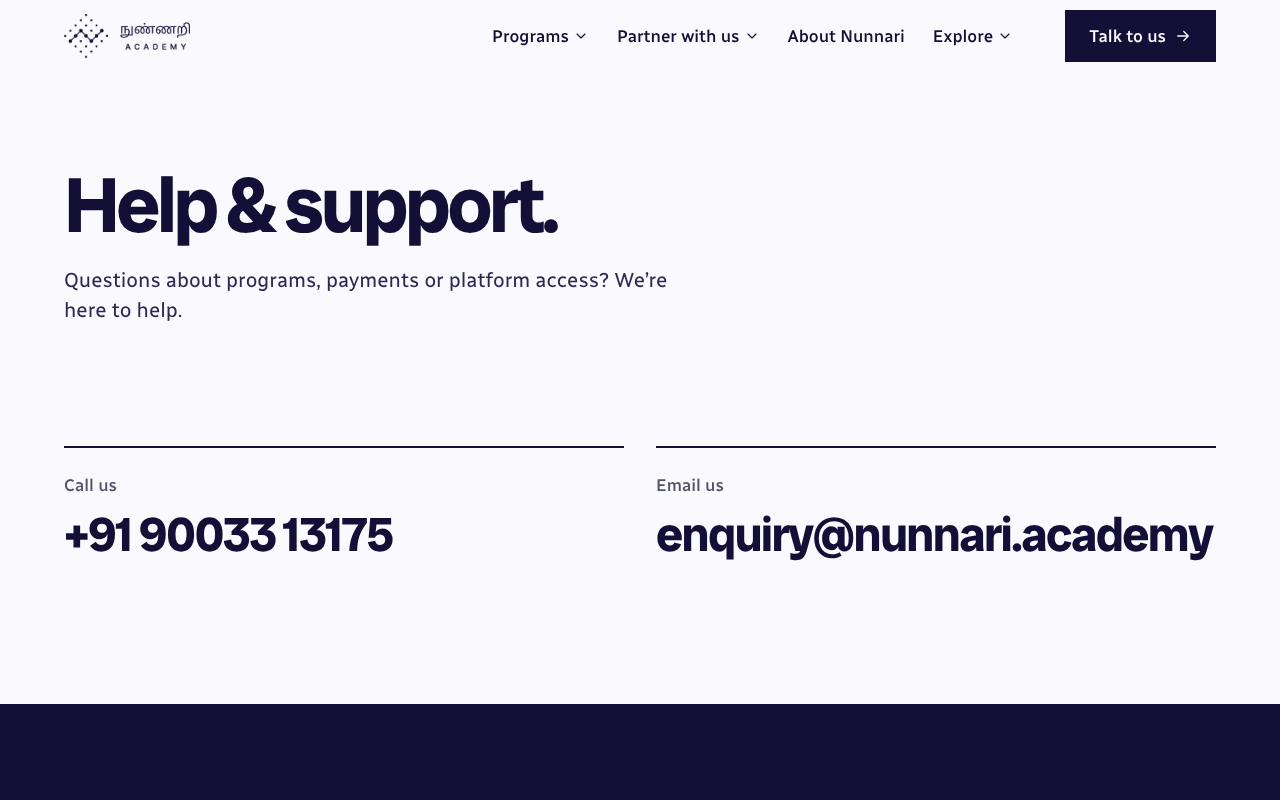 நுண்ணறி
ACADEMY
Programs
Partner with us
About Nunnari
Explore
Talk to us →
Help & support.
Questions about programs, payments or platform access? We’re
here to help.
Call us
+91 90033 13175
Email us
enquiry@nunnari.academy